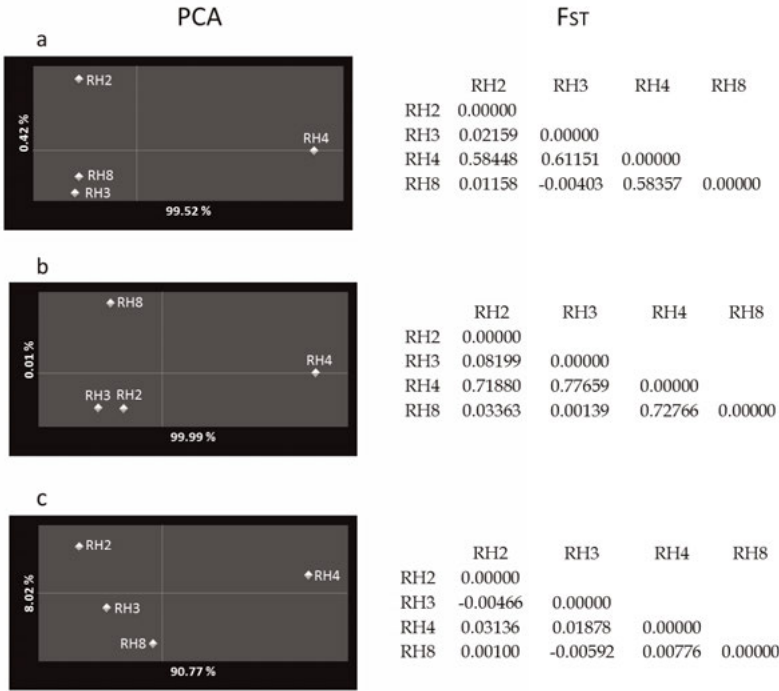 PCA
FST
a
RH2
RH4
RH8
RH3
0.42 %
99.52 %
RH2 RH3 RH4 RH8
RH2 0.00000
RH3 0.02159 0.00000
RH4 0.58448 0.61151 0.00000
RH8 0.01158 -0.00403 0.58357 0.00000
b
RH8
RH4
RH3 RH2
0.01 %
99.99 %
RH2 RH3 RH4 RH8
RH2 0.00000
RH3 0.08199 0.00000
RH4 0.71880 0.77659 0.00000
RH8 0.03363 0.00139 0.72766 0.00000
c
RH2
RH4
RH3
RH8
8.02 %
90.77 %
RH2 RH3 RH4 RH8
RH2 0.00000
RH3 -0.00466 0.00000
RH4 0.03136 0.01878 0.00000
RH8 0.00100 -0.00592 0.00776 0.00000